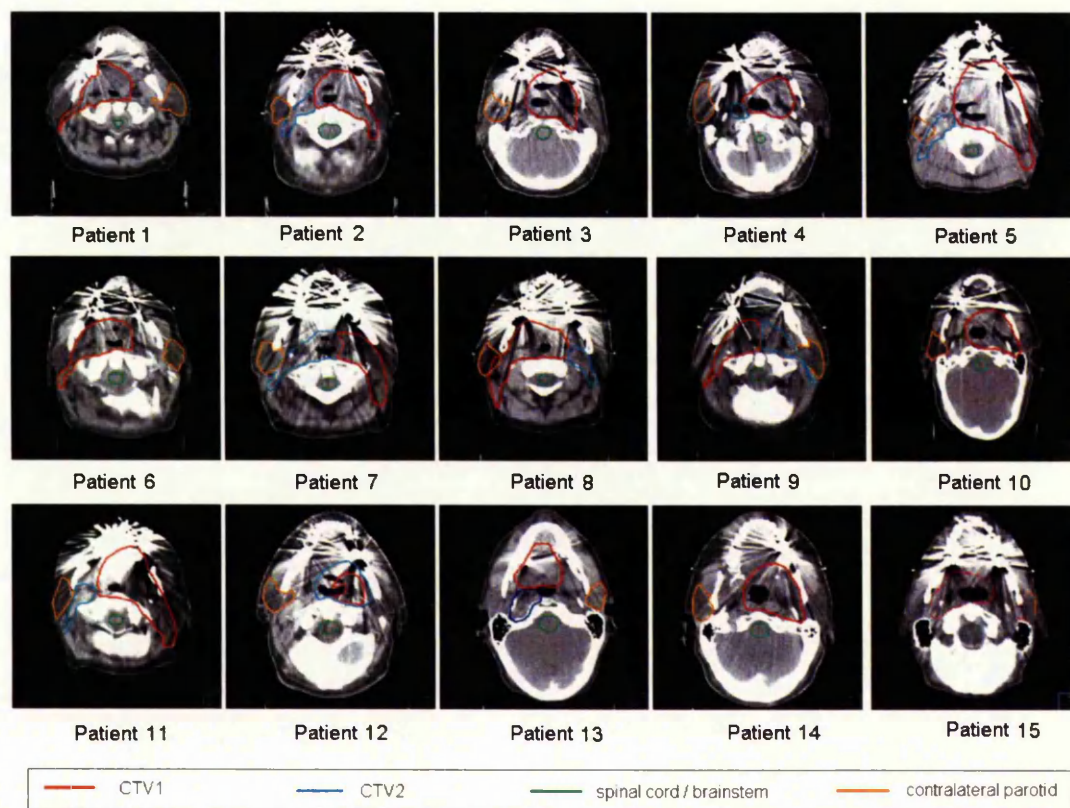 Patient 1
Patient 2
Patient 3
Patient 4
Patient 5
Patient 6
Patient 7
Patient 8
Patient 9
Patient 10
Patient 11
Patient 12
Patient 13
Patient 14
Patient 15
CTV1
CTV2
spinal cord / brainstem
contralateral parotid